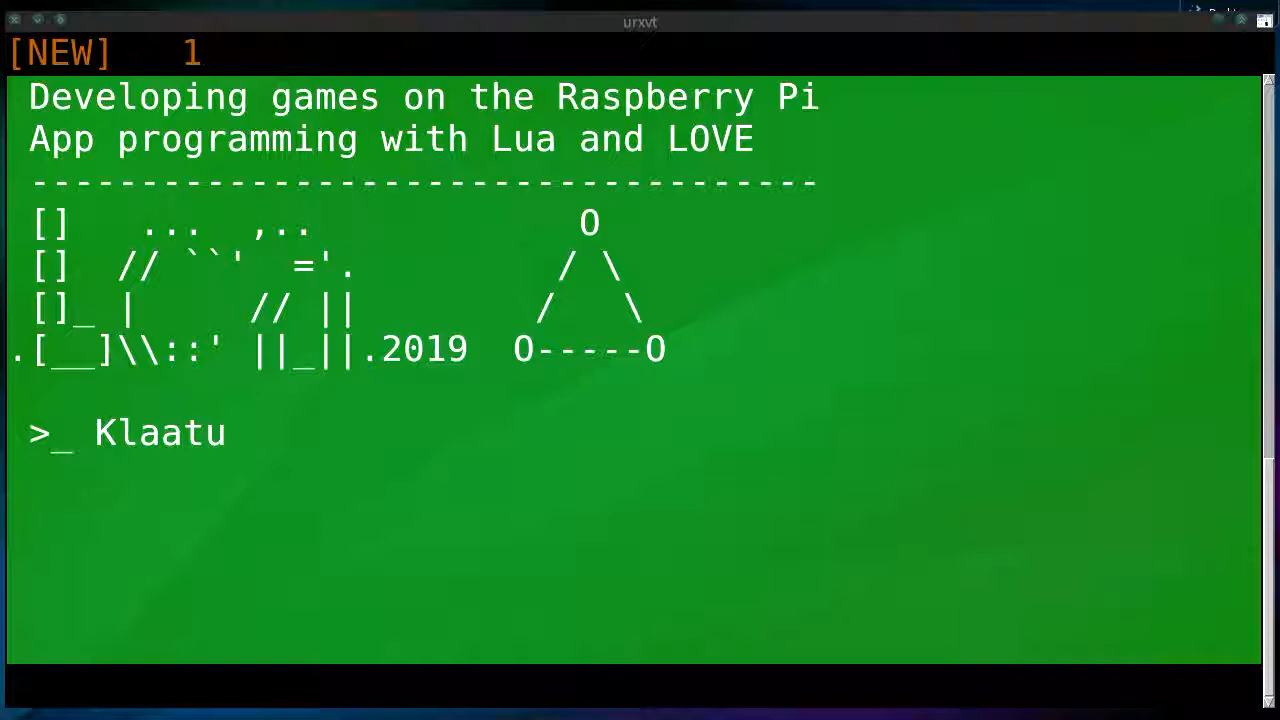 urxvt
[NEW]   1
Developing games on the Raspberry Pi
App programming with Lua and LOVE
------------------------------------
[]   ...  ,..            O
[]  // ``'  ='.         / \
[]_ |     // ||        /   \
.[__]\\::' ||_||.2019  O-----O
>_ Klaatu